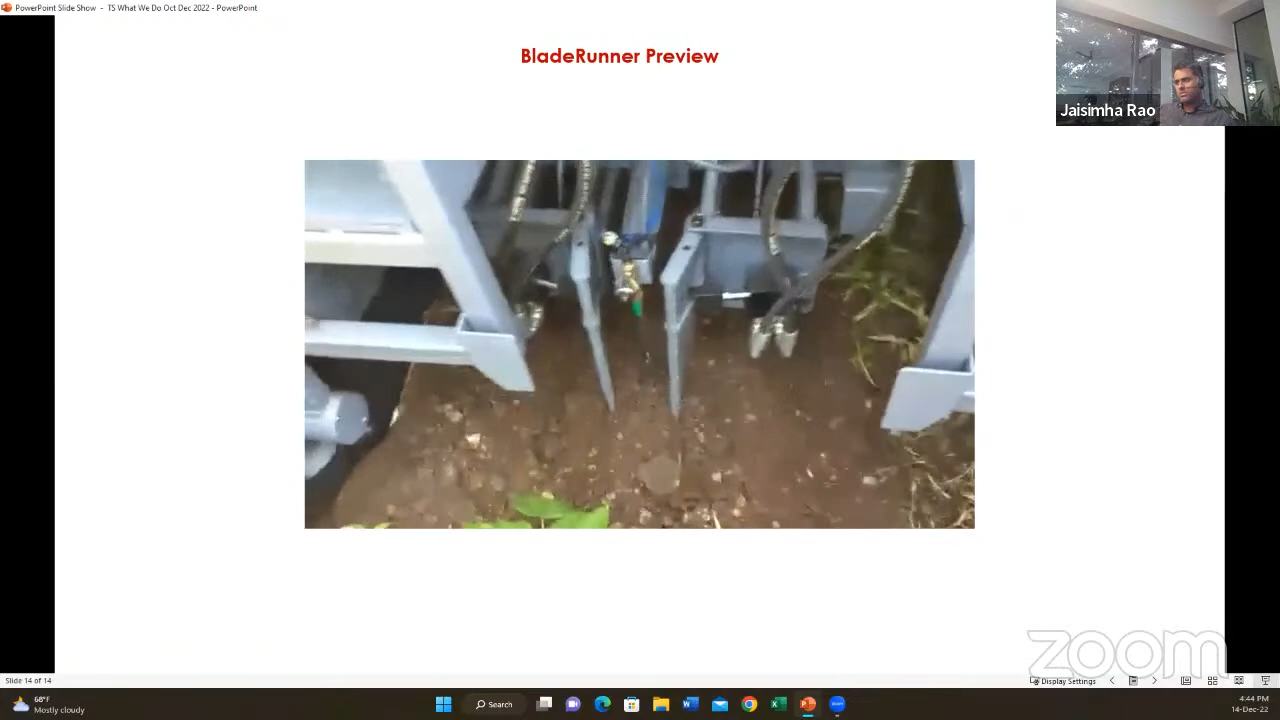 PowerPoint Slide Show - TS What We Do Oct Dec 2022 - PowerPoint
BladeRunner Preview
Jaisimha Rao
zoom
Slide 14 of 14
Display Settings
68°F
Mostly cloudy
Search
4:44 PM
14-Dec-22